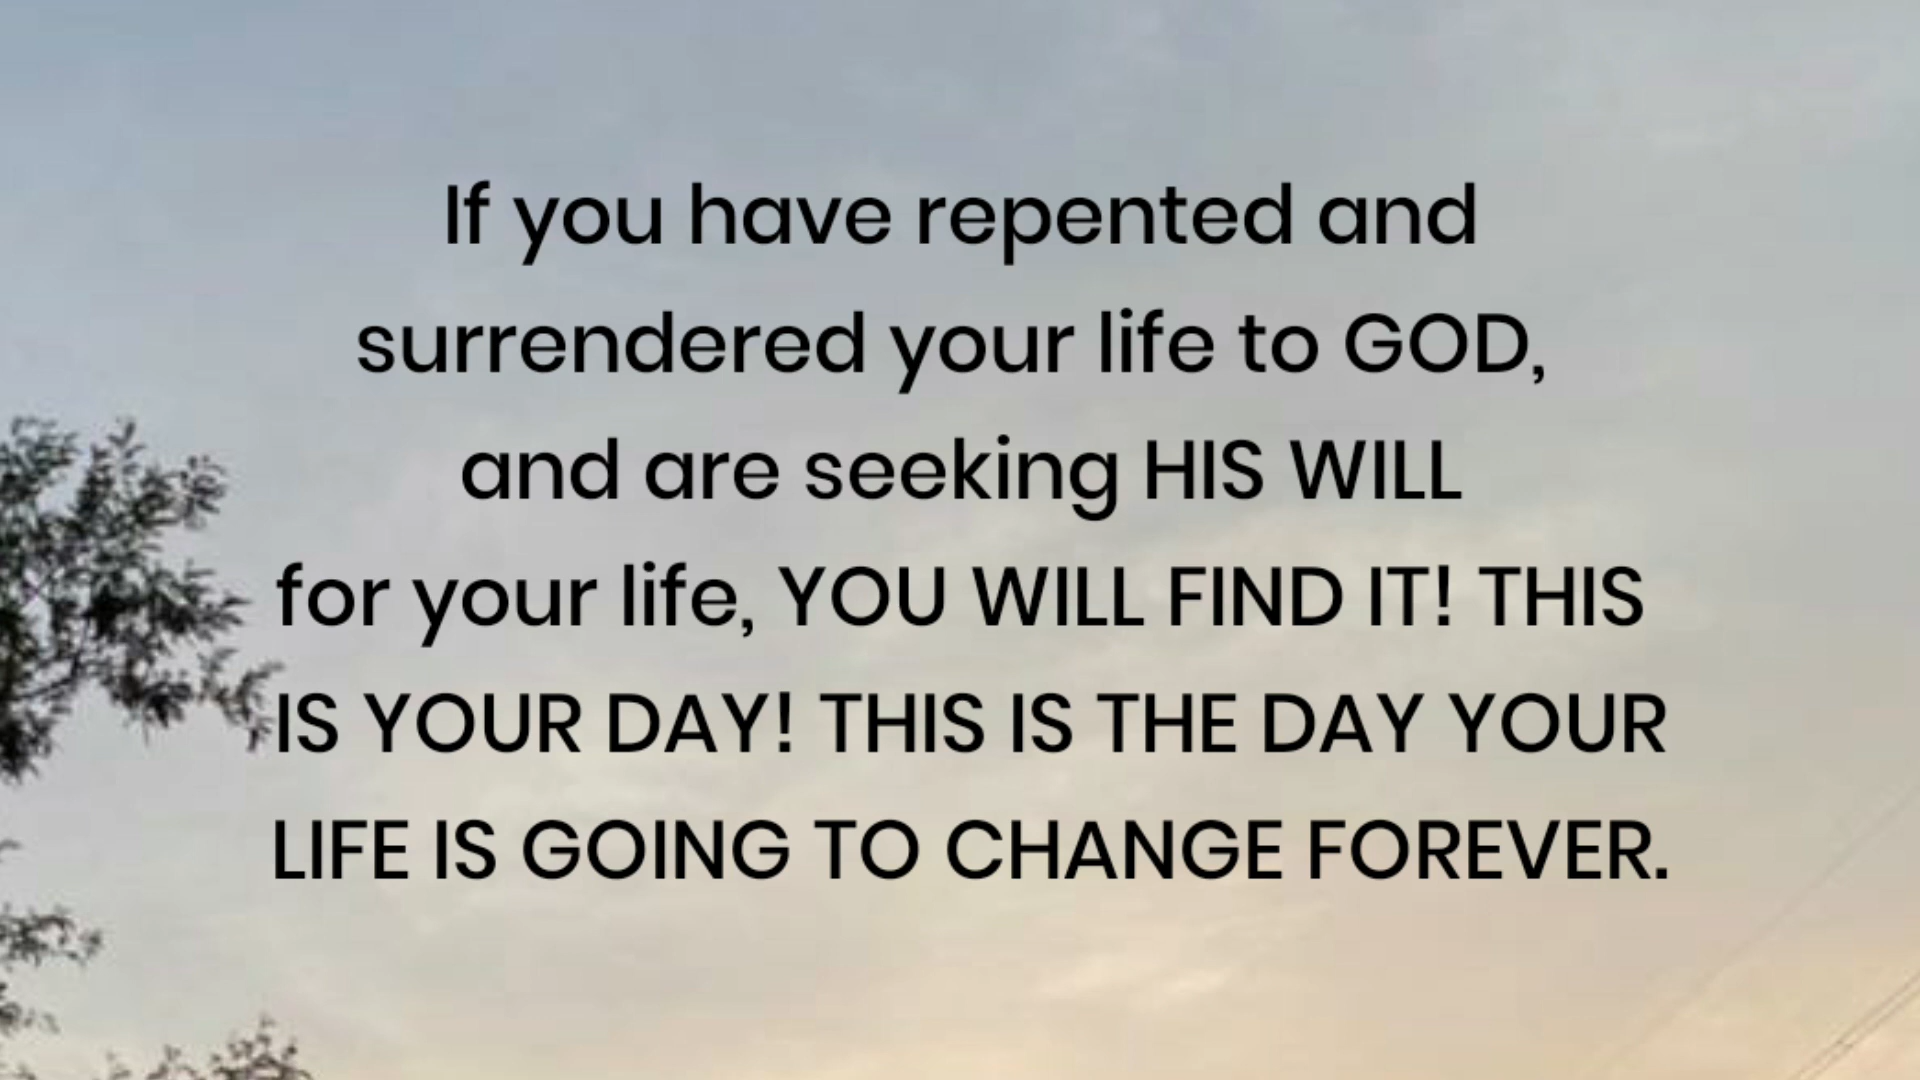 If you have repented and
surrendered your life to GOD,
and are seeking HIS WILL
for your life, YOU WILL FIND IT! THIS
IS YOUR DAY! THIS IS THE DAY YOUR
LIFE IS GOING TO CHANGE FOREVER.